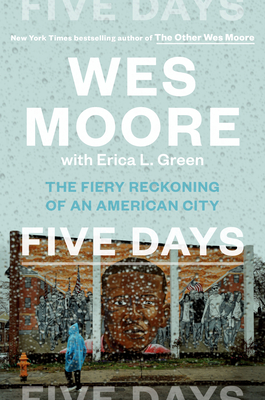 FIVE DAYS
New York Times bestselling author of The Other Wes Moore
WES
MOORE
with Erica L. Green
THE FIERY RECKONING
OF AN AMERICAN CITY
FIVE DAYS
FIVE DAYS